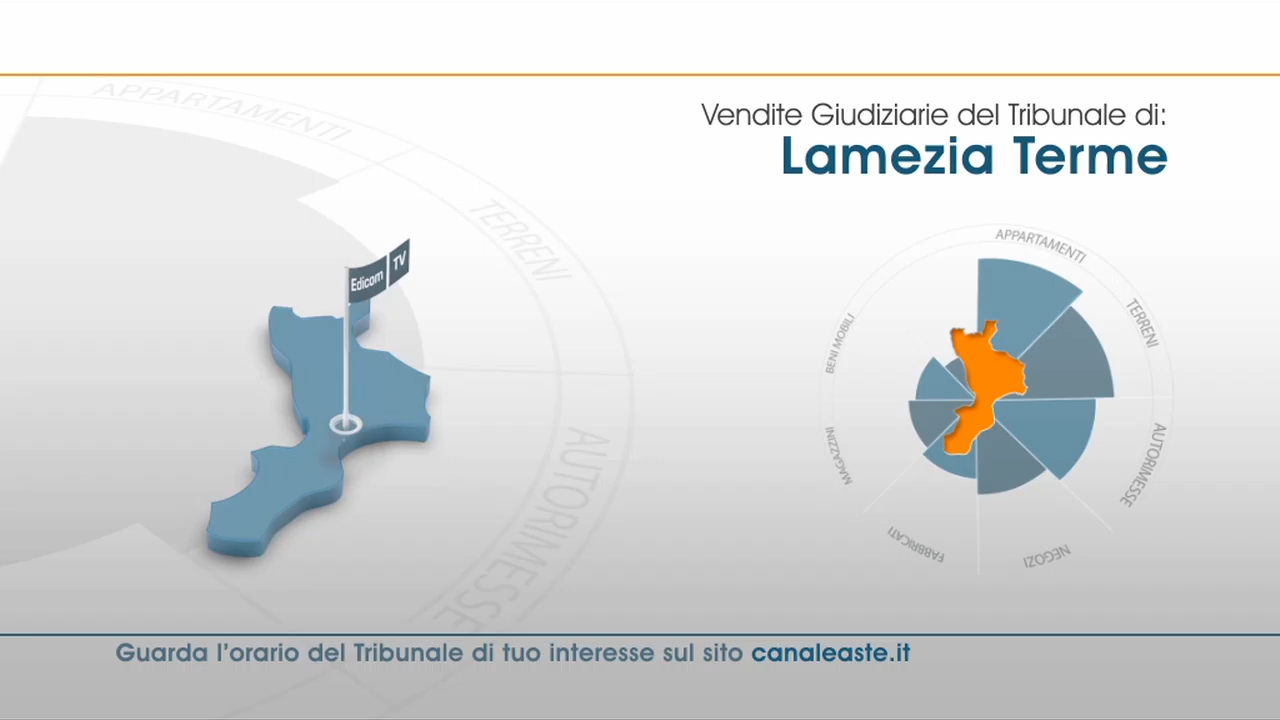 Vendite Giudiziarie del Tribunale di:
Lamezia Terme
APPARTAMENTI
TERRENI
AUTORIMESSE
Edicom TV
APPARTAMENTI
TERRENI
AUTORIMESSE
NEGOZI
FABBRICATI
MAGAZZINI
BENI MOBILI
Guarda l'orario del Tribunale di tuo interesse sul sito canaleaste.it